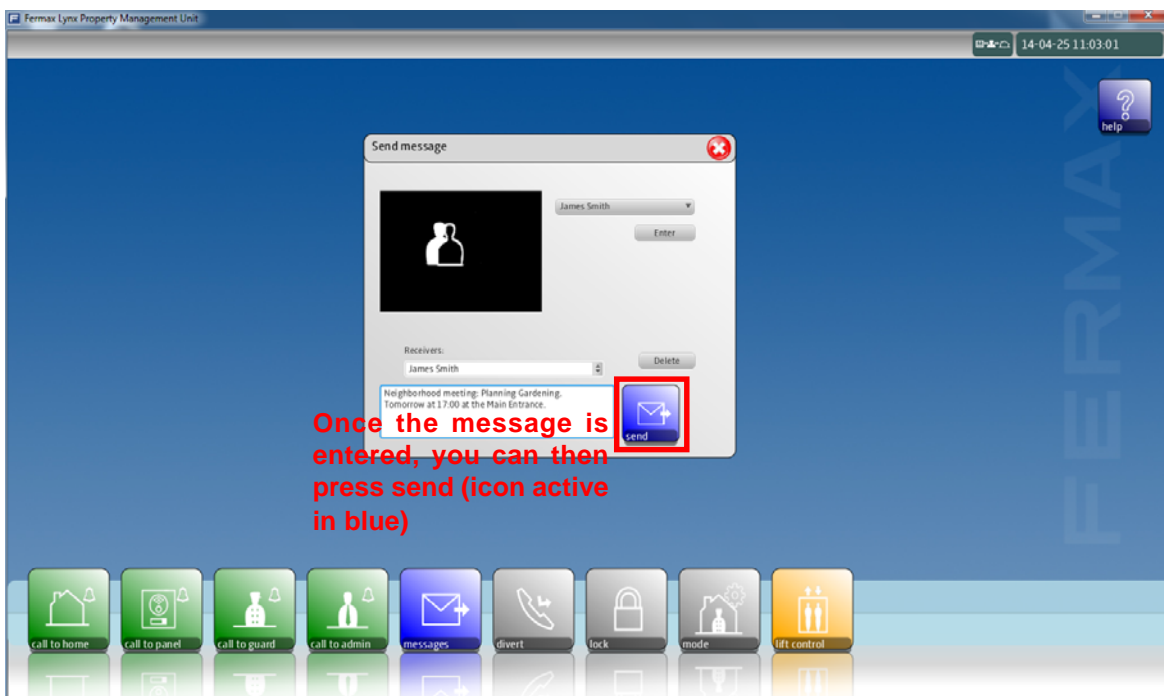 Fermax Lynx Property Management Unit
14-04-25 11:03:01
help
FERMAX
Send message
James Smith
Enter
Receivers:
James Smith
Delete
Neighborhood meeting: Planning Gardening.
Tomorrow at 17:00 at the Main Entrance.
send
Once the message is
entered, you can then
press send (icon active
in blue)
call to home
call to panel
call to guard
call to admin
messages
divert
lock
mode
lift control